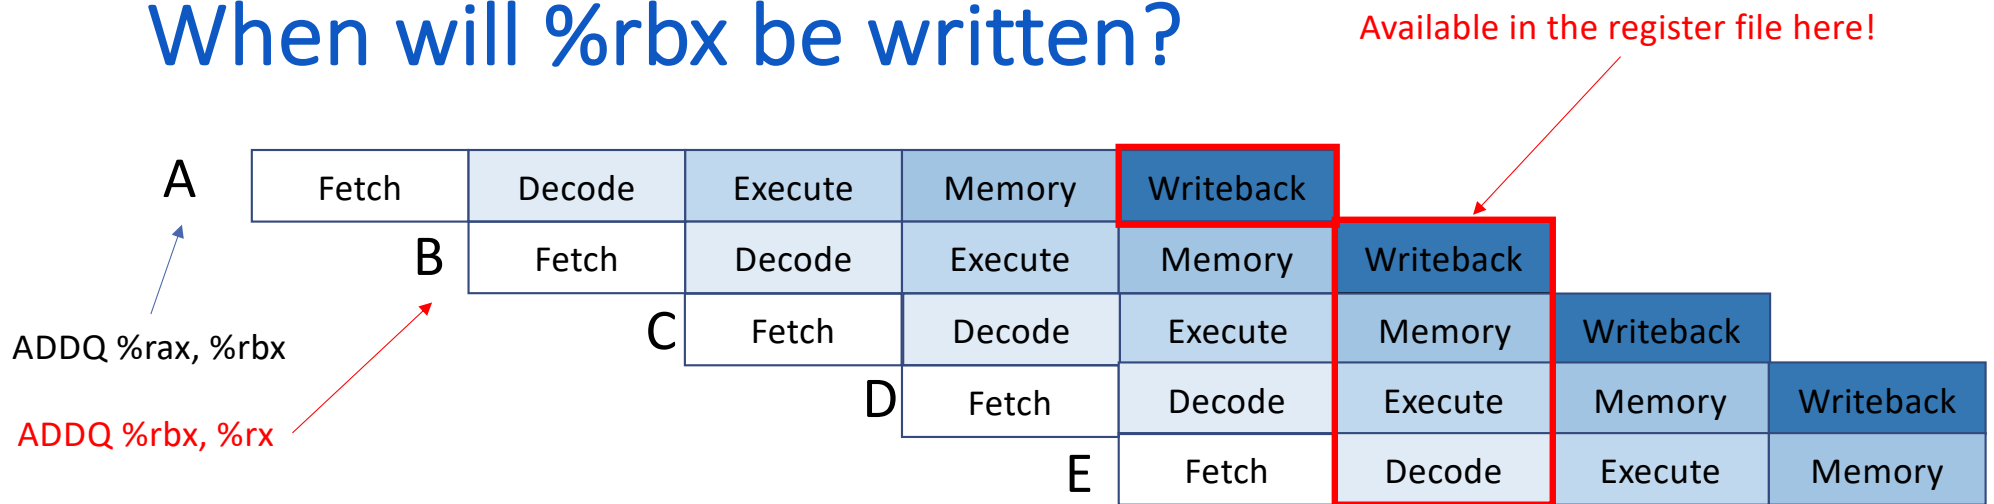 When will %rbx be written?
Available in the register file here!
A Fetch Decode Execute Memory Writeback
B Fetch Decode Execute Memory Writeback
C Fetch Decode Execute Memory Writeback
ADDQ %rax, %rbx
D Fetch Decode Execute Memory Writeback
ADDQ %rbx, %rx
E Fetch Decode Execute Memory